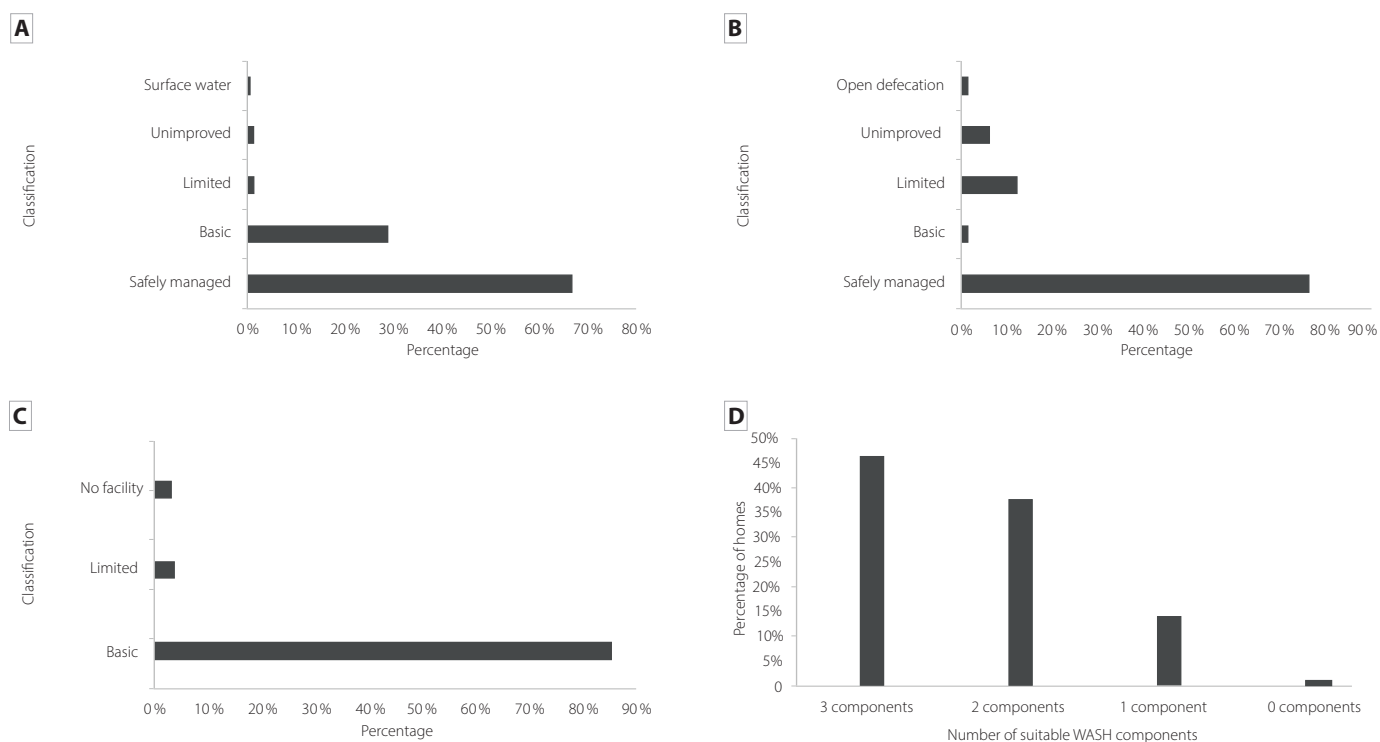 A
Classification
Surface water
Unimproved
Limited
Basic
Safely managed
0% 10% 20% 30% 40% 50% 60% 70% 80%
Percentage
B
Classification
Open defecation
Unimproved
Limited
Basic
Safely managed
0% 10% 20% 30% 40% 50% 60% 70% 80% 90%
Percentage
C
Classification
No facility
Limited
Basic
0% 10% 20% 30% 40% 50% 60% 70% 80% 90%
Percentage
D
Percentage of homes
50%
45%
40%
35%
30%
25%
20%
15%
10%
5%
0
3 components 2 components 1 component 0 components
Number of suitable WASH components